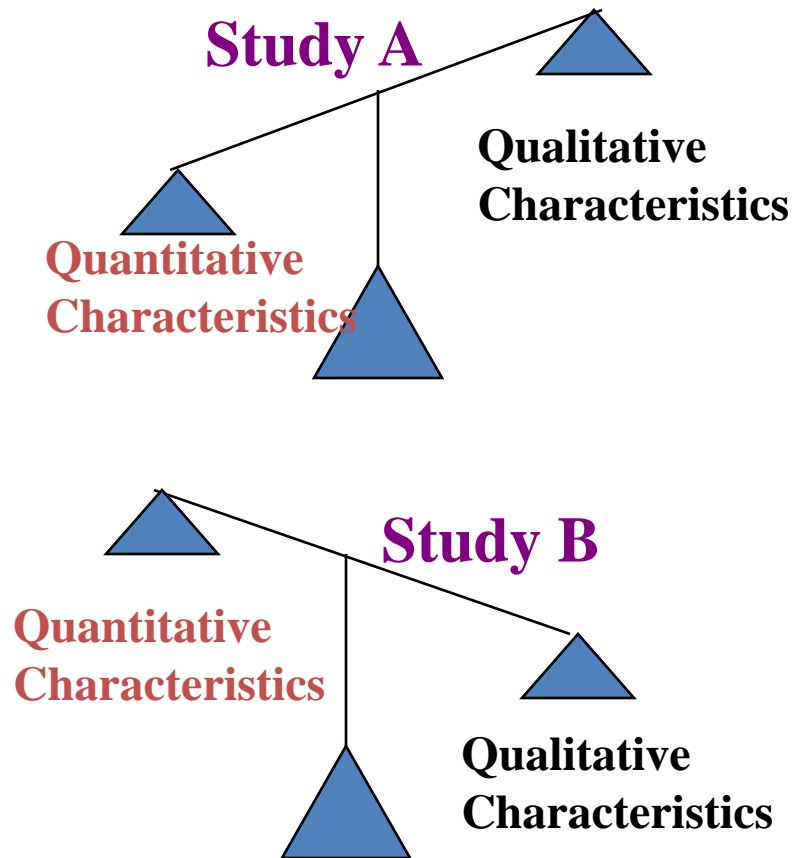 Study A
Qualitative
Characteristics
Quantitative
Characteristics
Study B
Quantitative
Characteristics
Qualitative
Characteristics